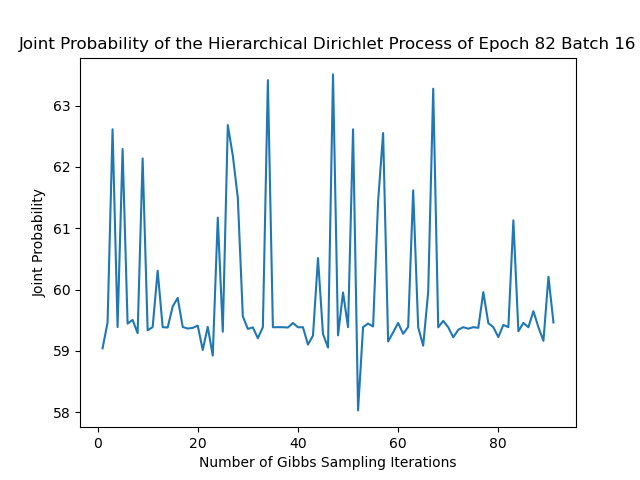 Joint Probability of the Hierarchical Dirichlet Process of Epoch 82 Batch 16
63
62
61
60
59
58
Joint Probability
0 20 40 60 80
Number of Gibbs Sampling Iterations